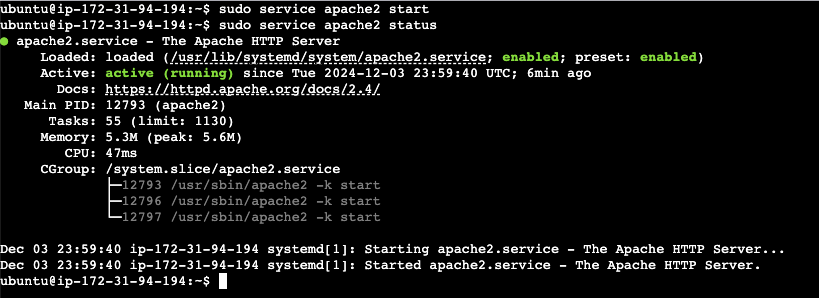 ubuntu@ip-172-31-94-194:~$ sudo service apache2 start
ubuntu@ip-172-31-94-194:~$ sudo service apache2 status
● apache2.service - The Apache HTTP Server
     Loaded: loaded (/usr/lib/systemd/system/apache2.service; enabled; preset: enabled)
     Active: active (running) since Tue 2024-12-03 23:59:40 UTC; 6min ago
       Docs: https://httpd.apache.org/docs/2.4/
   Main PID: 12793 (apache2)
      Tasks: 55 (limit: 1130)
     Memory: 5.3M (peak: 5.6M)
        CPU: 47ms
     CGroup: /system.slice/apache2.service
             ├─12793 /usr/sbin/apache2 -k start
             ├─12796 /usr/sbin/apache2 -k start
             └─12797 /usr/sbin/apache2 -k start
Dec 03 23:59:40 ip-172-31-94-194 systemd[1]: Starting apache2.service - The Apache HTTP Server...
Dec 03 23:59:40 ip-172-31-94-194 systemd[1]: Started apache2.service - The Apache HTTP Server.
ubuntu@ip-172-31-94-194:~$